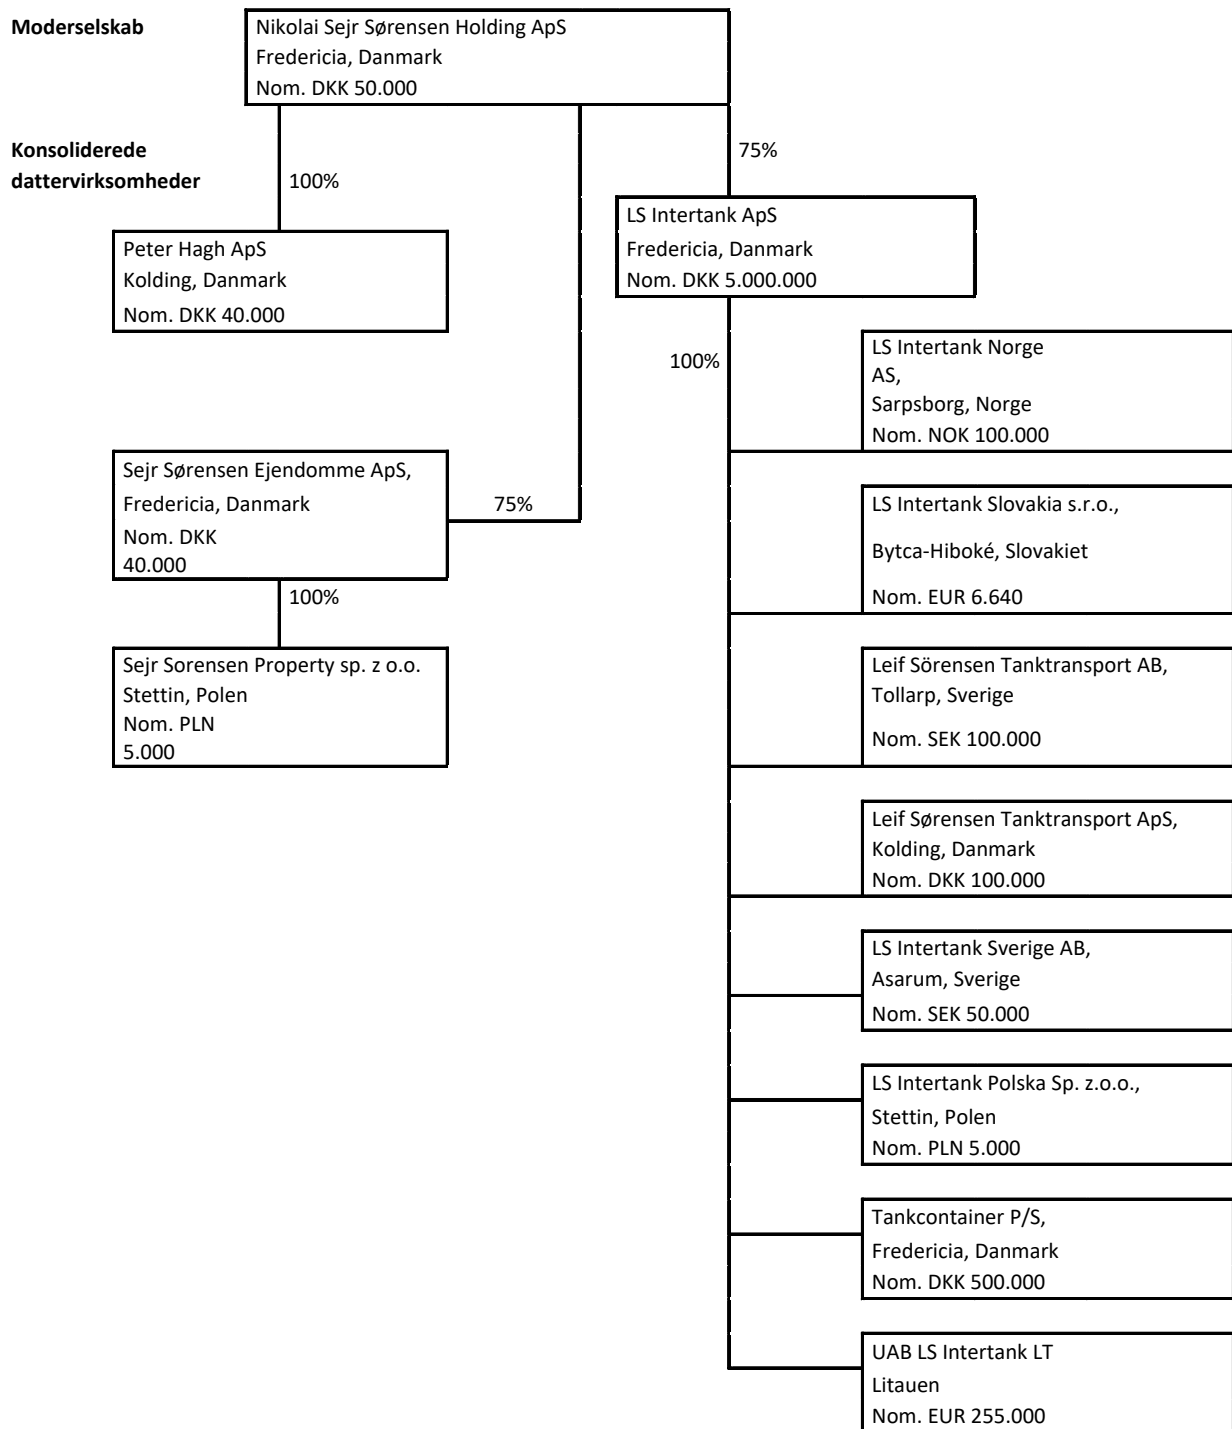 Moderselskab
Nikolai Sejr Sørensen Holding ApS
Fredericia, Danmark
Nom. DKK 50.000
Konsoliderede
dattervirksomheder
100%
75%
Peter Hagh ApS
Kolding, Danmark
Nom. DKK 40.000
LS Intertank ApS
Fredericia, Danmark
Nom. DKK 5.000.000
100%
LS Intertank Norge
AS,
Sarpsborg, Norge
Nom. NOK 100.000
Sejr Sørensen Ejendomme ApS,
Fredericia, Danmark
Nom. DKK
40.000
75%
LS Intertank Slovakia s.r.o.,
Bytca-Hiboké, Slovakiet
Nom. EUR 6.640
100%
Sejr Sorensen Property sp. z o.o.
Stettin, Polen
Nom. PLN
5.000
Leif Sörensen Tanktransport AB,
Tollarp, Sverige
Nom. SEK 100.000
Leif Sørensen Tanktransport ApS,
Kolding, Danmark
Nom. DKK 100.000
LS Intertank Sverige AB,
Asarum, Sverige
Nom. SEK 50.000
LS Intertank Polska Sp. z.o.o.,
Stettin, Polen
Nom. PLN 5.000
Tankcontainer P/S,
Fredericia, Danmark
Nom. DKK 500.000
UAB LS Intertank LT
Litauen
Nom. EUR 255.000